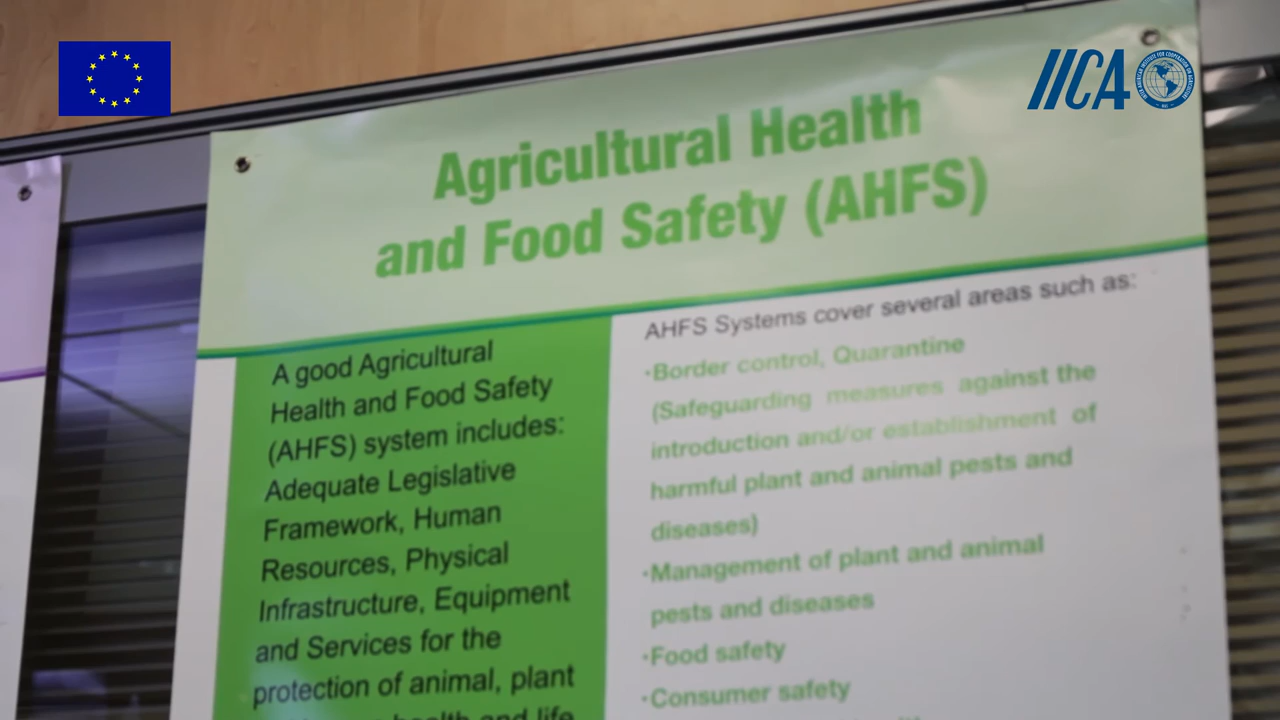 IICA
Agricultural Health
and Food Safety (AHFS)
A good Agricultural
Health and Food Safety
(AHFS) system includes:
Adequate Legislative
Framework, Human
Resources, Physical
Infrastructure, Equipment
and Services for the
protection of animal, plant
health and life
AHFS Systems cover several areas such as:
•Border control, Quarantine
(Safeguarding measures against the
introduction and/or establishment of
harmful plant and animal pests and
diseases)
•Management of plant and animal
pests and diseases
•Food safety
•Consumer safety